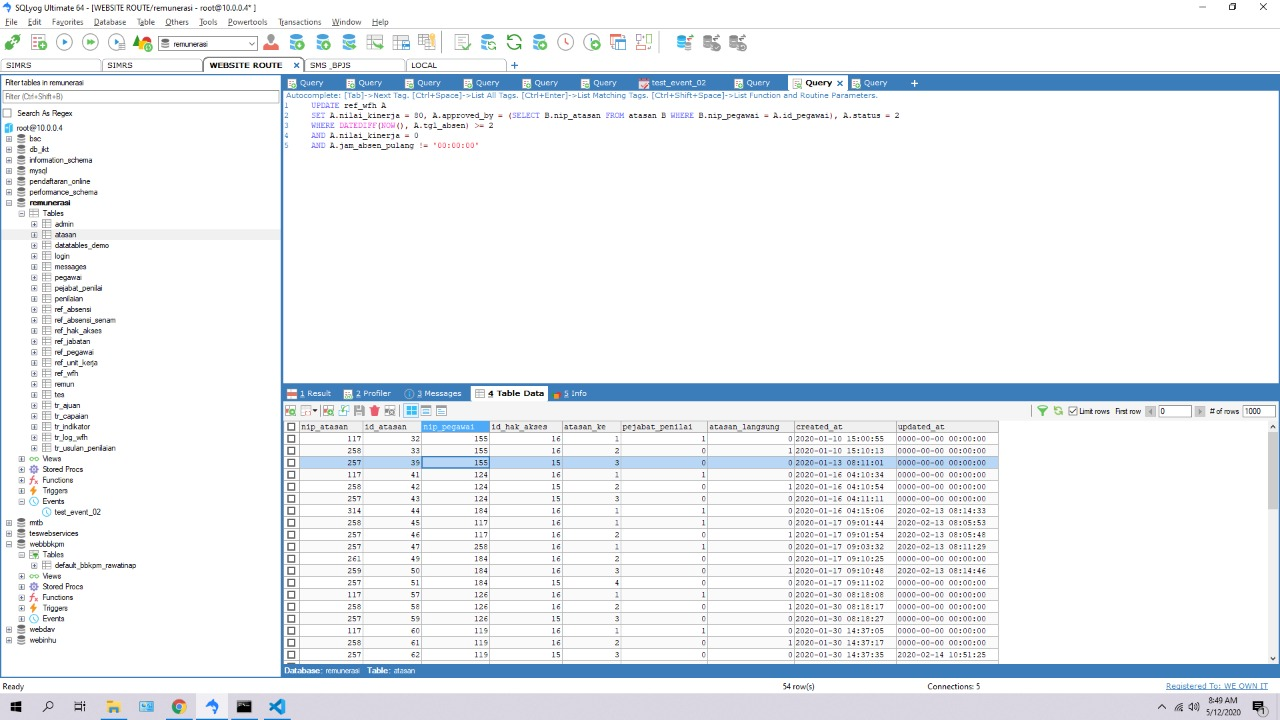 SQLyog Ultimate 64 - [WEBSITE ROUTE/remunerasi - root@10.0.0.4* ]
File Edit Favorites Database Table Others Tools Powertools Transactions Window Help
remunerasi
SIMRS SIMRS WEBSITE ROUTE SMS_BPJS LOCAL
Filter tables in remunerasi
Filter (Ctrl+Shift+B)
Search As Regex
root@10.0.0.4
bsc
db_ikt
information_schema
mysql
pendaftaran_online
performance_schema
remunerasi
Tables
admin
atasan
datatables_demo
login
messages
pegawai
pejabat_penilai
penilaian
ref_absensi
ref_absensi_senam
ref_hak_akses
ref_jabatan
ref_pegawai
ref_unit_kerja
ref_wfh
remun
tes
tr_ajuan
tr_capaian
tr_indikator
tr_log_wfh
tr_usulan_penilaian
Views
Stored Procs
Functions
Triggers
Events
test_event_02
mtb
teswebservices
webbbkpm
Tables
default_bbkpm_rawatinap
Views
Stored Procs
Functions
Triggers
Events
webdav
webinhu
Query Query Query Query Query Query test_event_02 Query Query Query
Autocomplete: [Tab]->Next Tag. [Ctrl+Space]->List All Tags. [Ctrl+Enter]->List Matching Tags. [Ctrl+Shift+Space]->List Function and Routine Parameters.
1 UPDATE ref_wfh A
2 SET A.nilai_kinerja = 80, A.approved_by = (SELECT B.nip_atasan FROM atasan B WHERE B.nip_pegawai = A.id_pegawai), A.status = 2
3 WHERE DATEDIFF(NOW(), A.tgl_absen) >= 2
4 AND A.nilai_kinerja = 0
5 AND A.jam_absen_pulang != '00:00:00'
1 Result 2 Profiler 3 Messages 4 Table Data 5 Info
Limit rows First row 0 # of rows 1000
nip_atasan id_atasan nip_pegawai id_hak_akses atasan_ke pejabat_penilai atasan_langsung created_at updated_at
117 32 155 16 1 1 0 2020-01-10 15:00:55 0000-00-00 00:00:00
258 33 155 16 2 0 1 2020-01-10 15:10:13 0000-00-00 00:00:00
257 39 155 15 3 0 0 2020-01-13 08:11:01 0000-00-00 00:00:00
117 41 124 16 1 1 0 2020-01-16 04:10:34 0000-00-00 00:00:00
258 42 124 16 2 0 1 2020-01-16 04:10:54 0000-00-00 00:00:00
257 43 124 15 3 0 0 2020-01-16 04:11:11 0000-00-00 00:00:00
314 44 184 16 1 1 0 2020-01-16 04:15:06 2020-02-13 08:14:33
258 45 117 16 1 1 0 2020-01-17 09:01:44 2020-02-13 08:05:53
257 46 117 16 2 0 1 2020-01-17 09:01:54 2020-02-13 08:05:48
257 47 258 16 1 1 0 2020-01-17 09:03:32 2020-02-13 08:11:29
261 49 184 16 2 0 0 2020-01-17 09:10:25 0000-00-00 00:00:00
259 50 184 16 3 0 1 2020-01-17 09:10:48 2020-02-13 08:14:46
257 51 184 15 4 0 0 2020-01-17 09:11:02 0000-00-00 00:00:00
117 57 126 16 1 1 0 2020-01-30 08:18:08 0000-00-00 00:00:00
258 58 126 16 2 0 1 2020-01-30 08:18:17 0000-00-00 00:00:00
257 59 126 15 3 0 0 2020-01-30 08:18:27 0000-00-00 00:00:00
117 60 119 16 1 1 0 2020-01-30 14:37:05 0000-00-00 00:00:00
258 61 119 16 2 0 1 2020-01-30 14:37:17 0000-00-00 00:00:00
257 62 119 15 3 0 0 2020-01-30 14:37:35 2020-02-14 10:51:25
Database: remunerasi Table: atasan
Ready 54 row(s) Connections: 5 Registered To: WE OWN IT
8:49 AM
5/12/2020